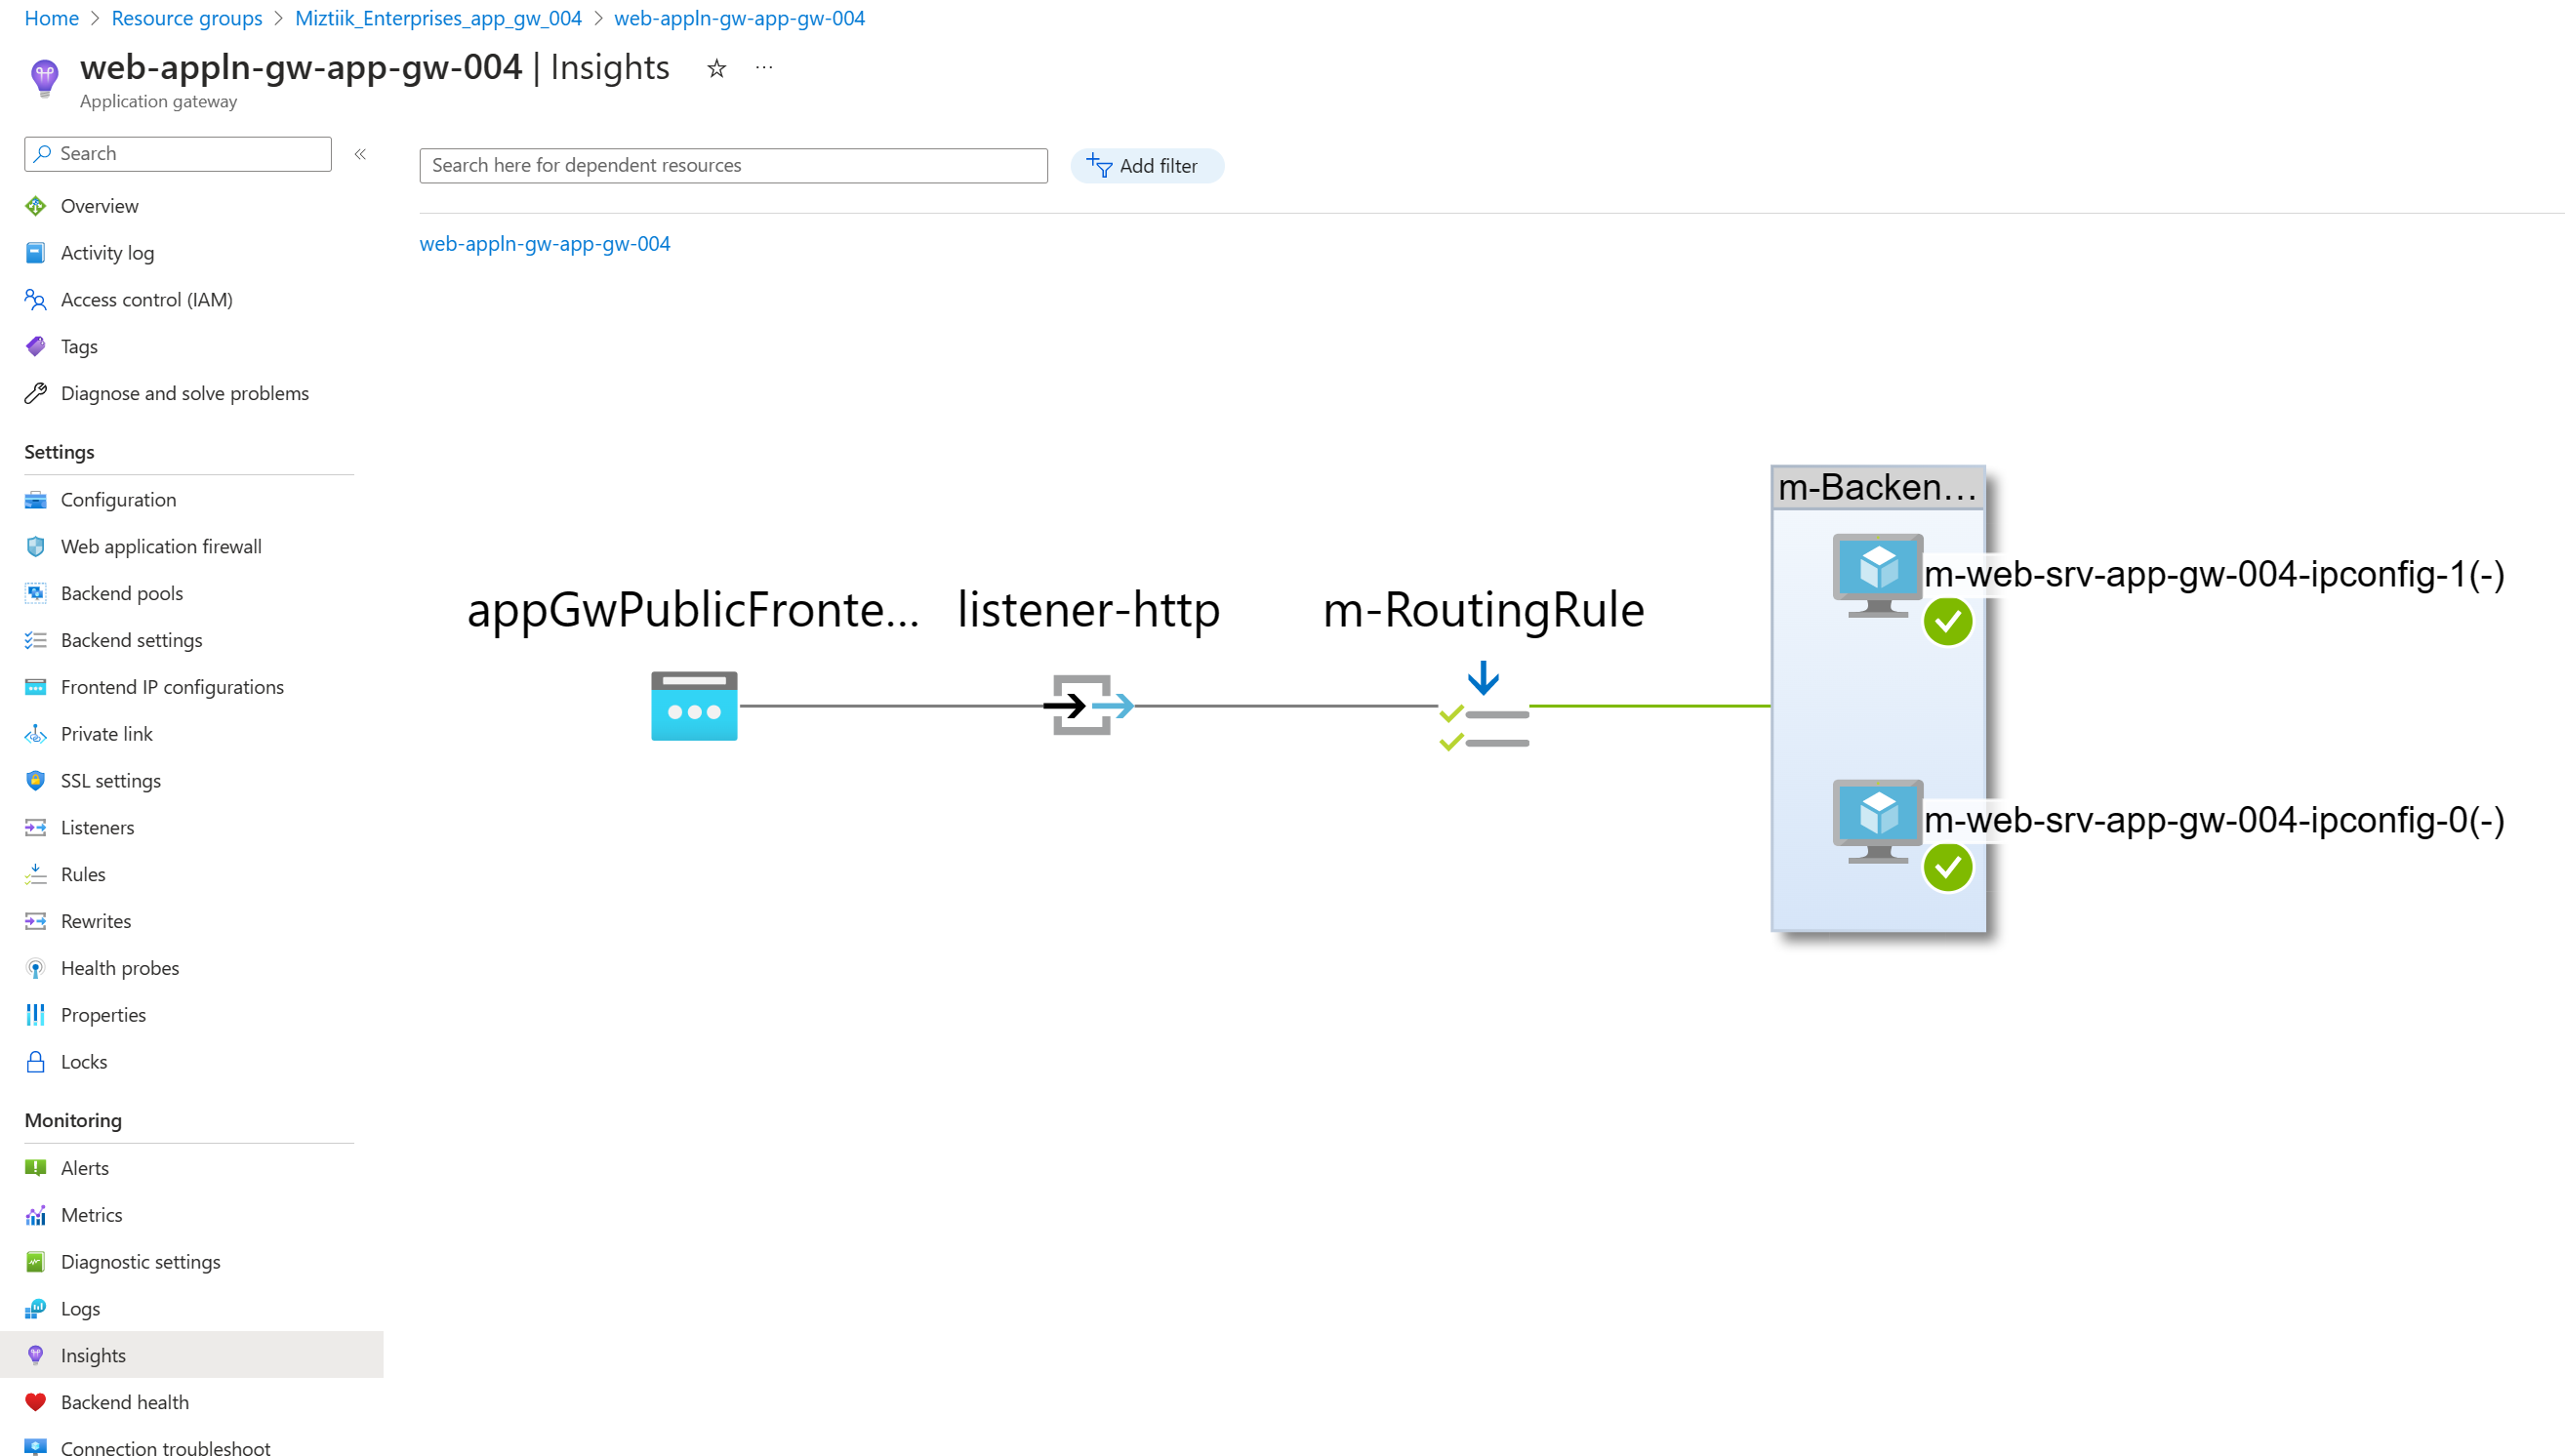 Home > Resource groups > Miztiik_Enterprises_app_gw_004 > web-appln-gw-app-gw-004
web-appln-gw-app-gw-004 | Insights
Application gateway
Search
Overview
Activity log
Access control (IAM)
Tags
Diagnose and solve problems
Settings
Configuration
Web application firewall
Backend pools
Backend settings
Frontend IP configurations
Private link
SSL settings
Listeners
Rules
Rewrites
Health probes
Properties
Locks
Monitoring
Alerts
Metrics
Diagnostic settings
Logs
Insights
Backend health
Connection troubleshoot
Search here for dependent resources
Add filter
web-appln-gw-app-gw-004
appGwPublicFronte...
listener-http
m-RoutingRule
m-Backen...
m-web-srv-app-gw-004-ipconfig-1(-)
m-web-srv-app-gw-004-ipconfig-0(-)